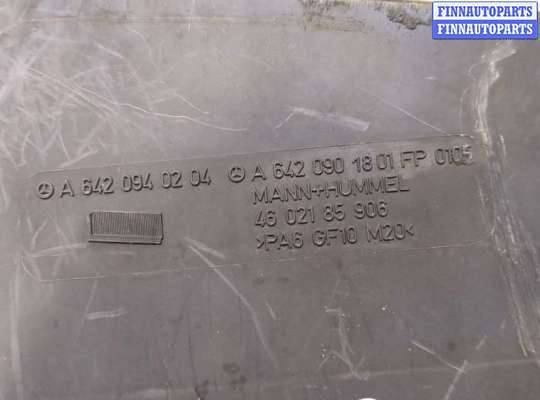 FINNAUTOPARTS
FINNAUTOPARTS
A 642 094 02 04 A 642 090 18 01 FP 0105
MANN+HUMMEL
46 021 85 906
>PA6 GF10 M20<